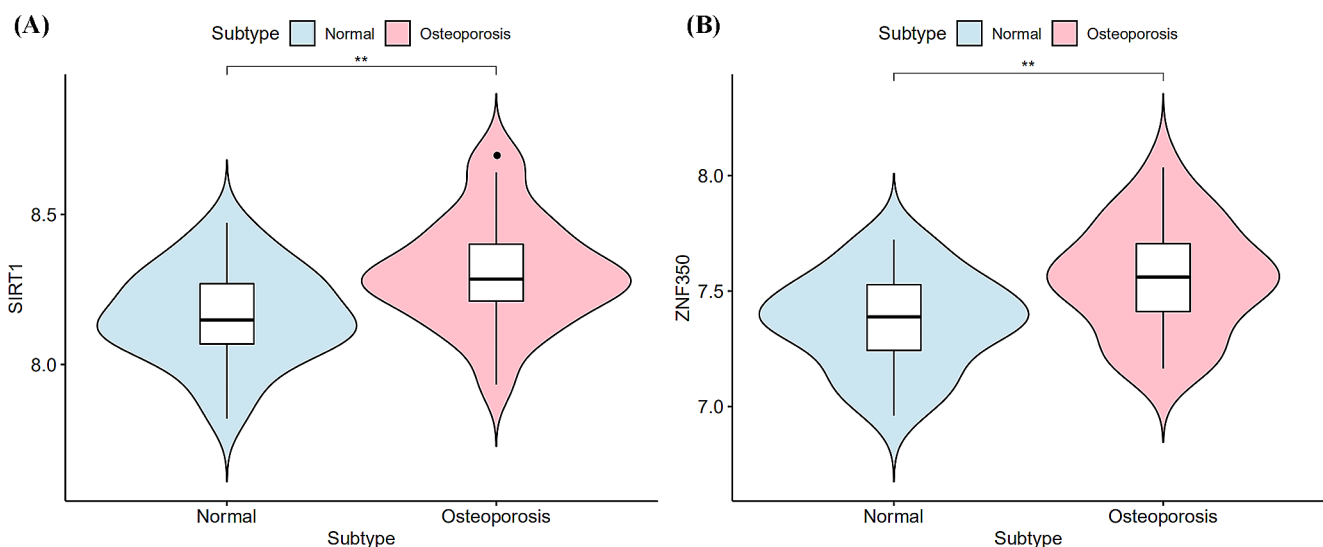 (A)
Subtype Normal Osteoporosis
**
SIRT1
8.5
8.0
Normal Osteoporosis
Subtype
(B)
Subtype Normal Osteoporosis
**
ZNF350
8.0
7.5
7.0
Normal Osteoporosis
Subtype